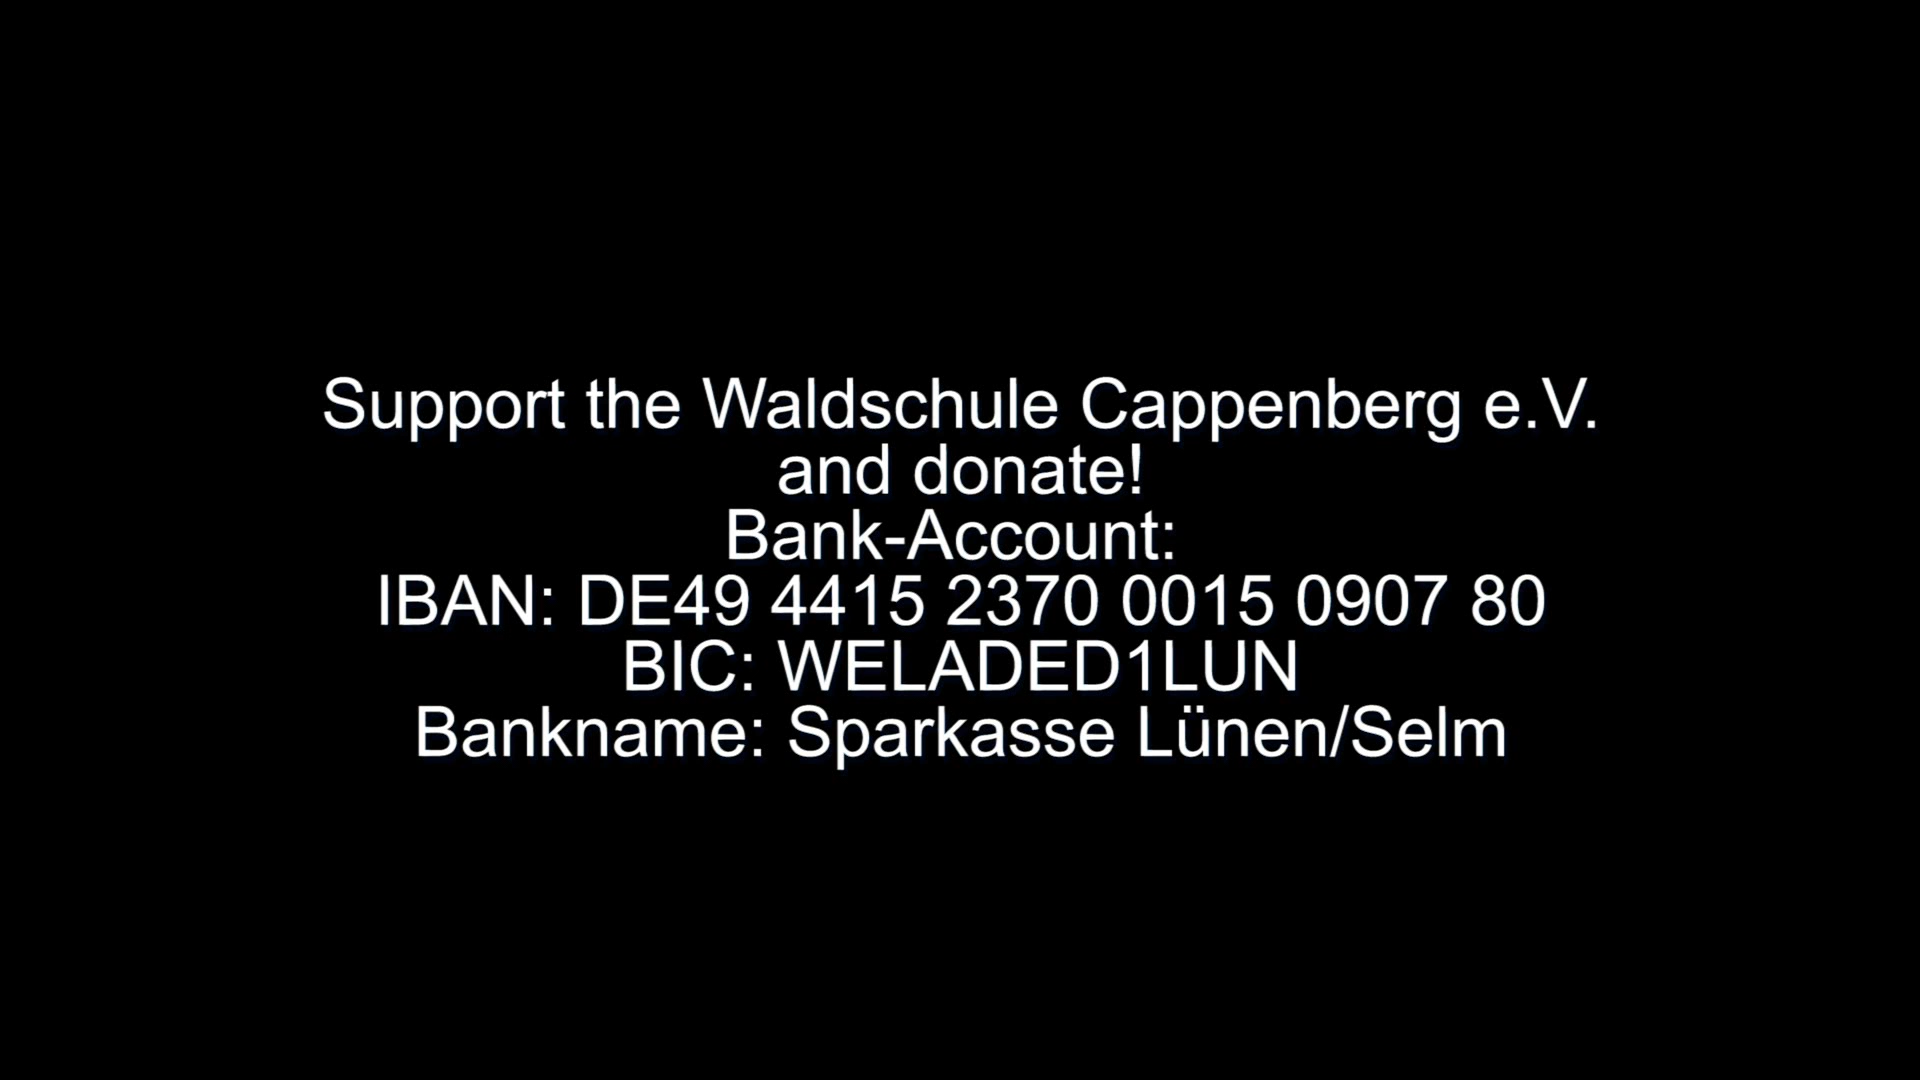 Support the Waldschule Cappenberg e.V.
and donate!
Bank-Account:
IBAN: DE49 4415 2370 0015 0907 80
BIC: WELADED1LUN
Bankname: Sparkasse Lünen/Selm